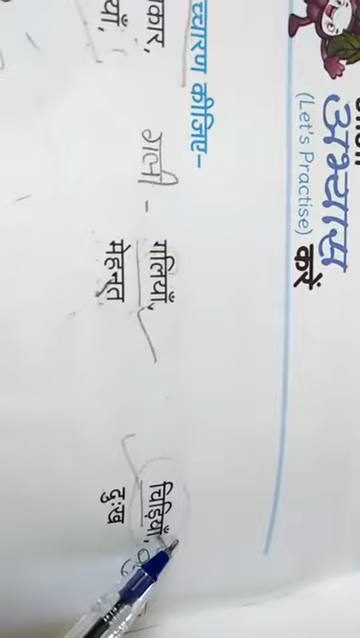 अभ्यास करें
(Let's Practise)
च्चारण कीजिए–
कार, गली - गलियाँ, चिड़ियाँ,
याँ, मेहनत दुःख